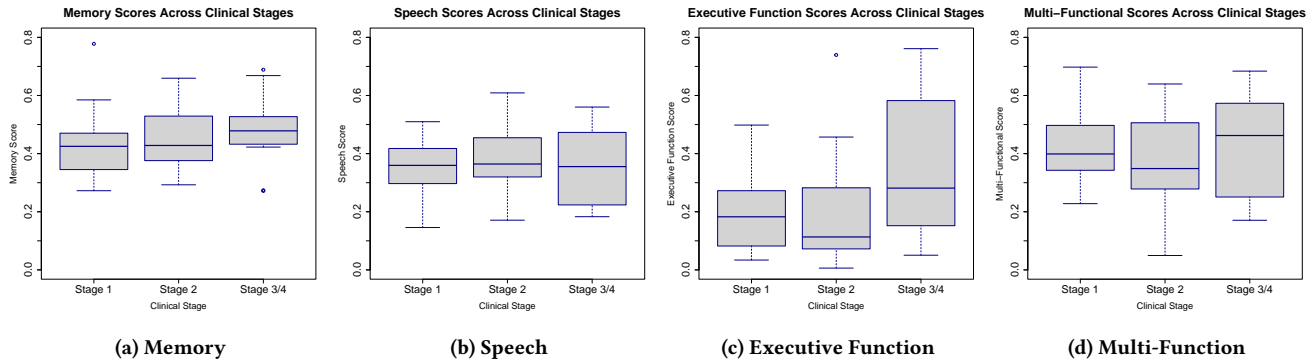 Memory Scores Across Clinical Stages
Memory Score
0.0 0.2 0.4 0.6 0.8
Stage 1 Stage 2 Stage 3/4
Clinical Stage
(a) Memory
Speech Scores Across Clinical Stages
Speech Score
0.0 0.2 0.4 0.6 0.8
Stage 1 Stage 2 Stage 3/4
Clinical Stage
(b) Speech
Executive Function Scores Across Clinical Stages
Executive Function Score
0.0 0.2 0.4 0.6 0.8
Stage 1 Stage 2 Stage 3/4
Clinical Stage
(c) Executive Function
Multi−Functional Scores Across Clinical Stages
Multi−Functional Score
0.0 0.2 0.4 0.6 0.8
Stage 1 Stage 2 Stage 3/4
Clinical Stage
(d) Multi-Function